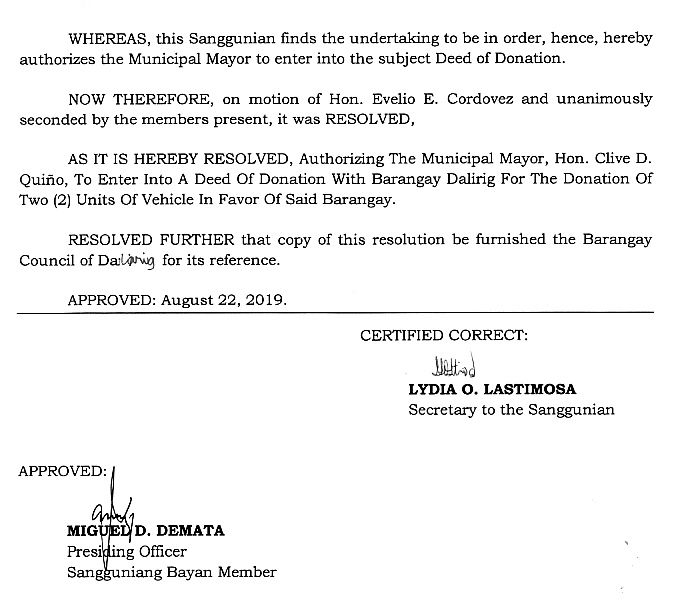 WHEREAS, this Sanggunian finds the undertaking to be in order, hence, hereby
authorizes the Municipal Mayor to enter into the subject Deed of Donation.
NOW THEREFORE, on motion of Hon. Evelio E. Cordovez and unanimously
seconded by the members present, it was RESOLVED,
AS IT IS HEREBY RESOLVED, Authorizing The Municipal Mayor, Hon. Clive D.
Quiño, To Enter Into A Deed Of Donation With Barangay Dalirig For The Donation Of
Two (2) Units Of Vehicle In Favor Of Said Barangay.
RESOLVED FURTHER that copy of this resolution be furnished the Barangay
Council of Dalirig for its reference.
APPROVED: August 22, 2019.
CERTIFIED CORRECT:
LYDIA O. LASTIMOSA
Secretary to the Sanggunian
APPROVED:
MIGUEL D. DEMATA
Presiding Officer
Sangguniang Bayan Member